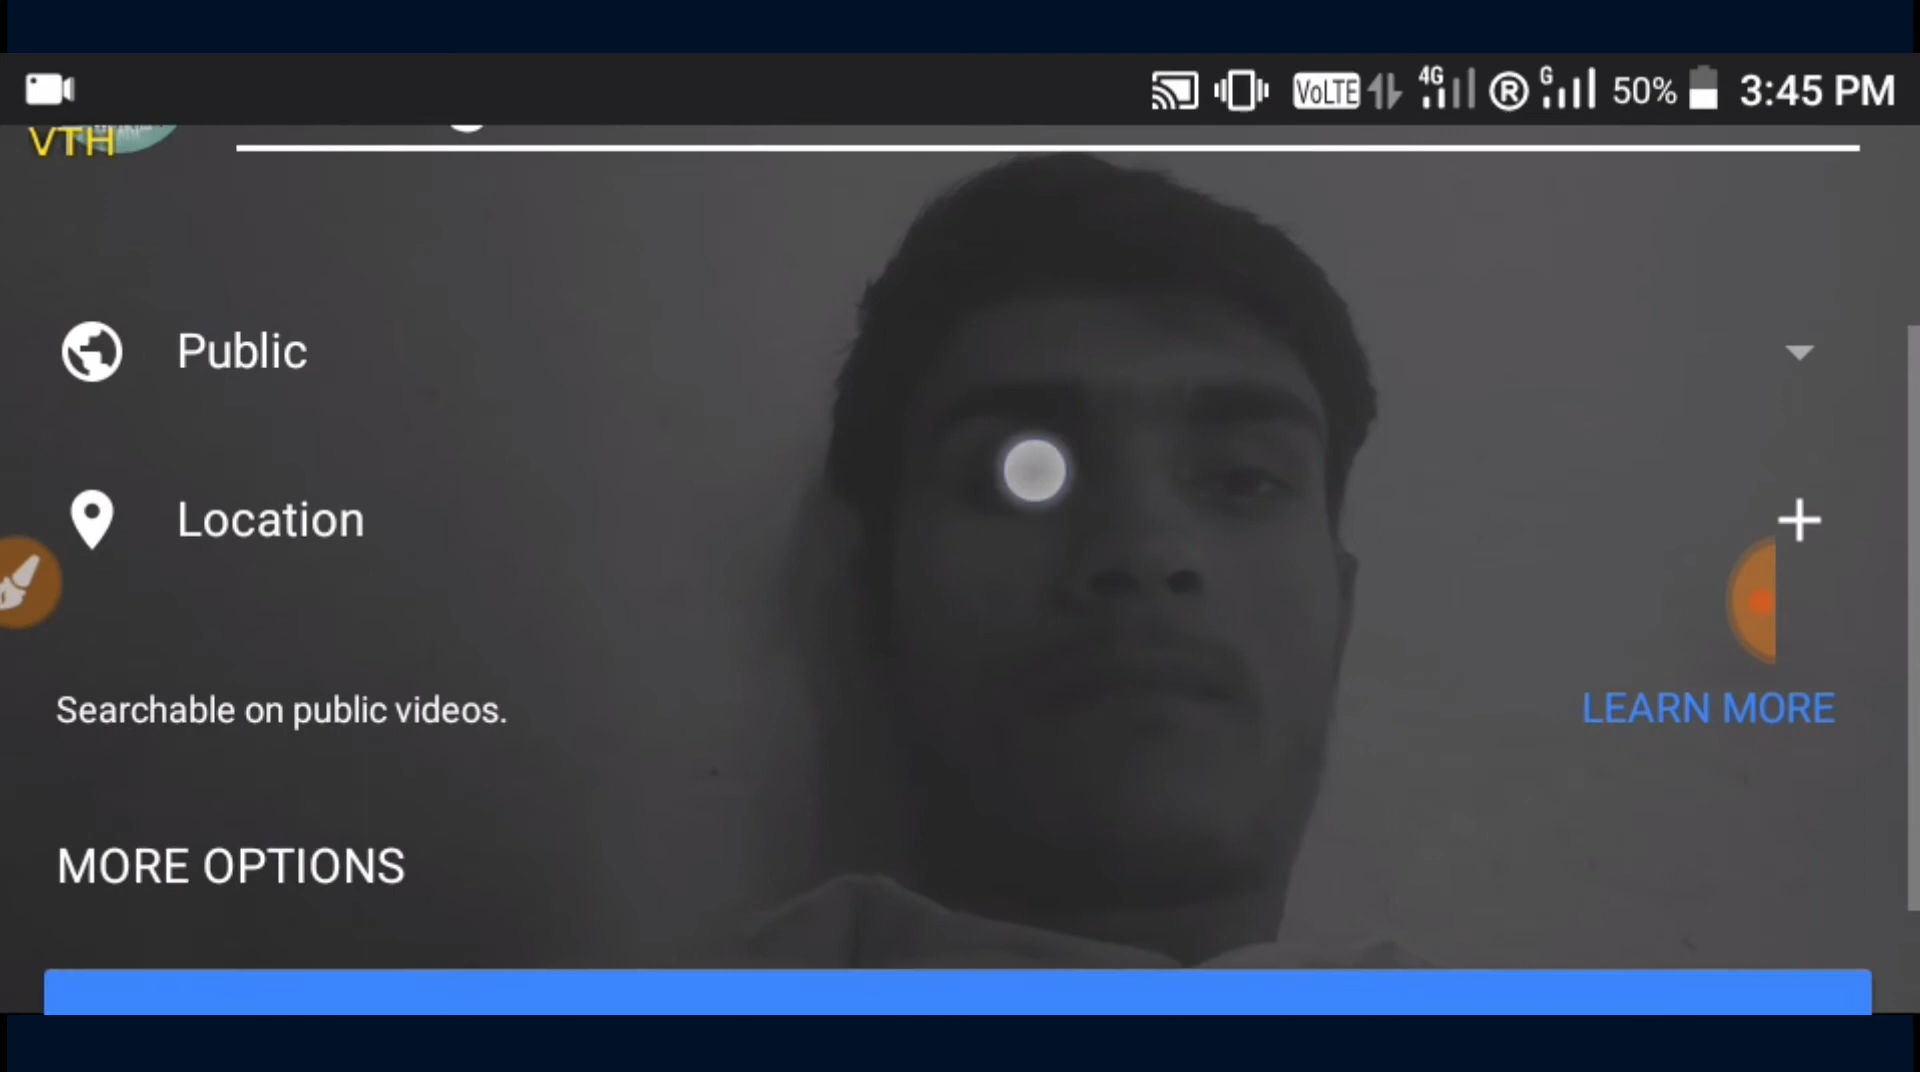 VoLTE 4G R G 50% 3:45 PM
VTH
Public
Location
Searchable on public videos. LEARN MORE
MORE OPTIONS